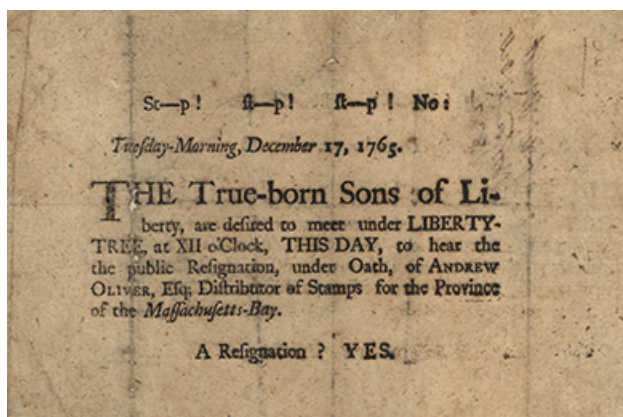 St—p! ſt—p! ſt—p! No:
Tueſday-Morning, December 17, 1765.
THE True-born Sons of Li-
berty, are deſired to meet under LIBERTY-
TREE, at XII o'Clock, THIS DAY, to hear the
the public Reſignation, under Oath, of ANDREW
OLIVER, Eſq; Diſtributor of Stamps for the Province
of the Maſſachuſetts-Bay.
A Reſignation ? YES.